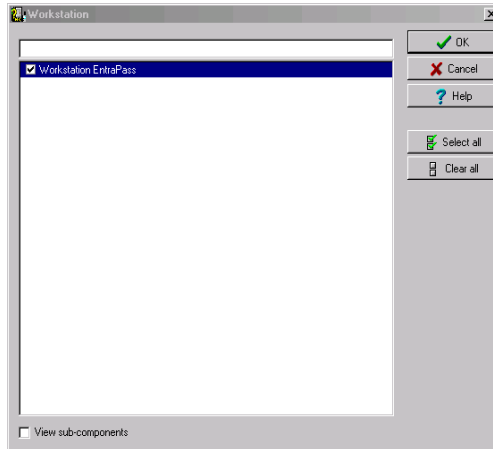 Workstation
OK
Workstation EntraPass
Cancel
Help
Select all
Clear all
View sub-components